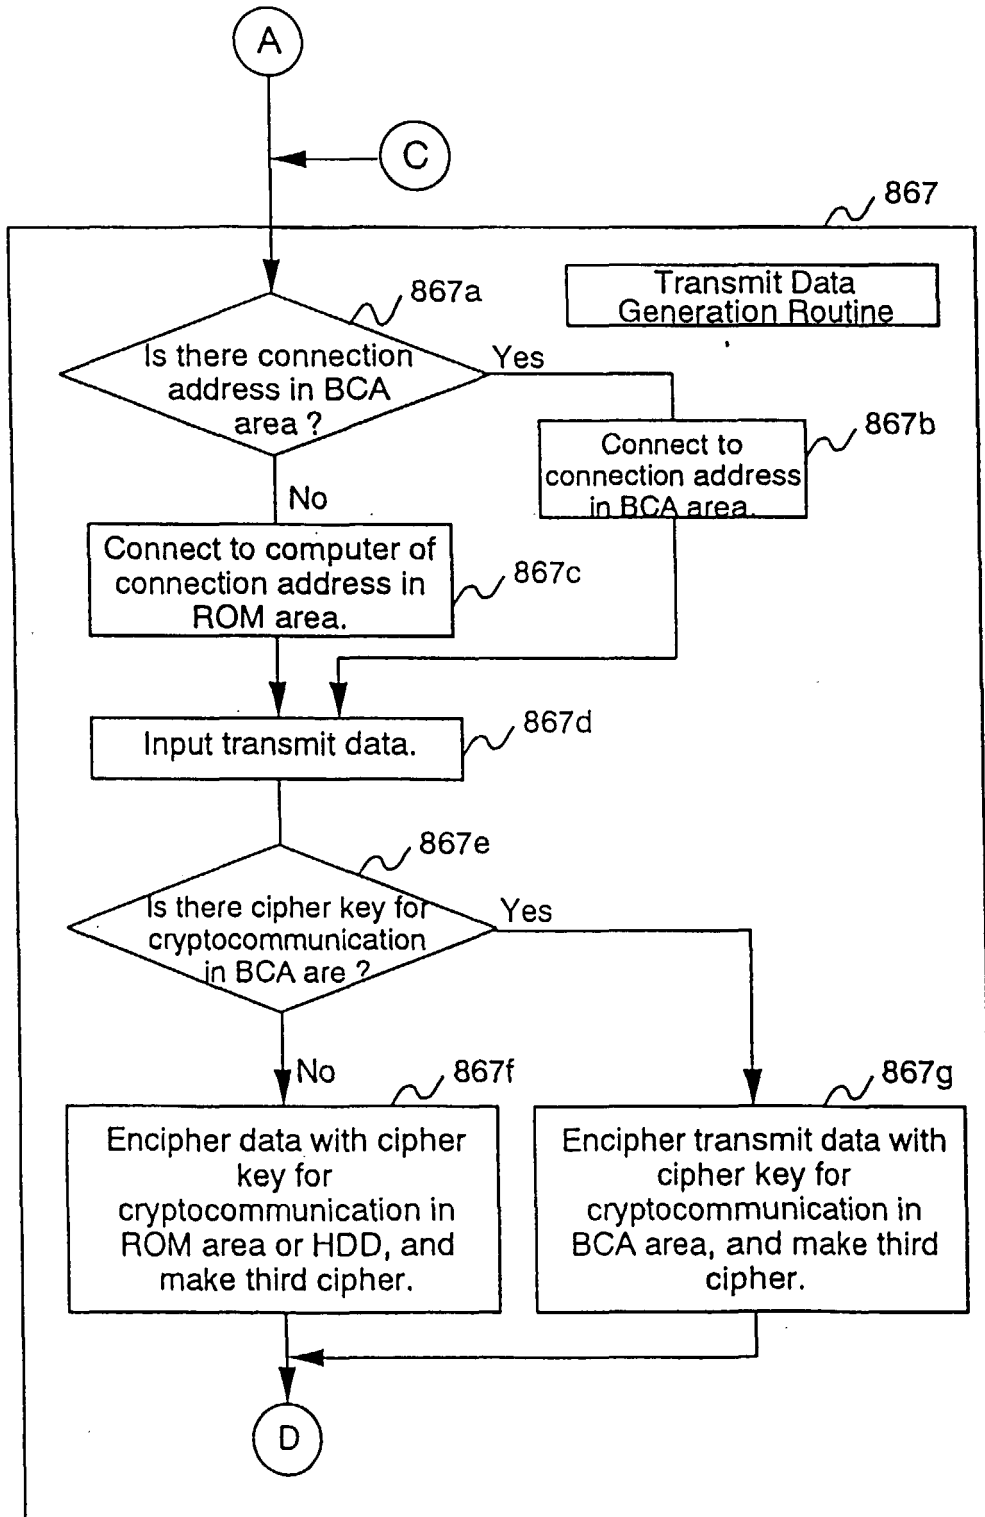 A
C
867
Transmit Data
Generation Routine
867a
Is there connection
address in BCA
area ?
Yes
867b
Connect to
connection address
in BCA area.
No
Connect to computer of
connection address in
ROM area.
867c
Input transmit data.
867d
867e
Is there cipher key for
cryptocommunication
in BCA are ?
Yes
No
867f
Encipher data with cipher
key for
cryptocommunication in
ROM area or HDD, and
make third cipher.
867g
Encipher transmit data with
cipher key for
cryptocommunication in
BCA area, and make third
cipher.
D